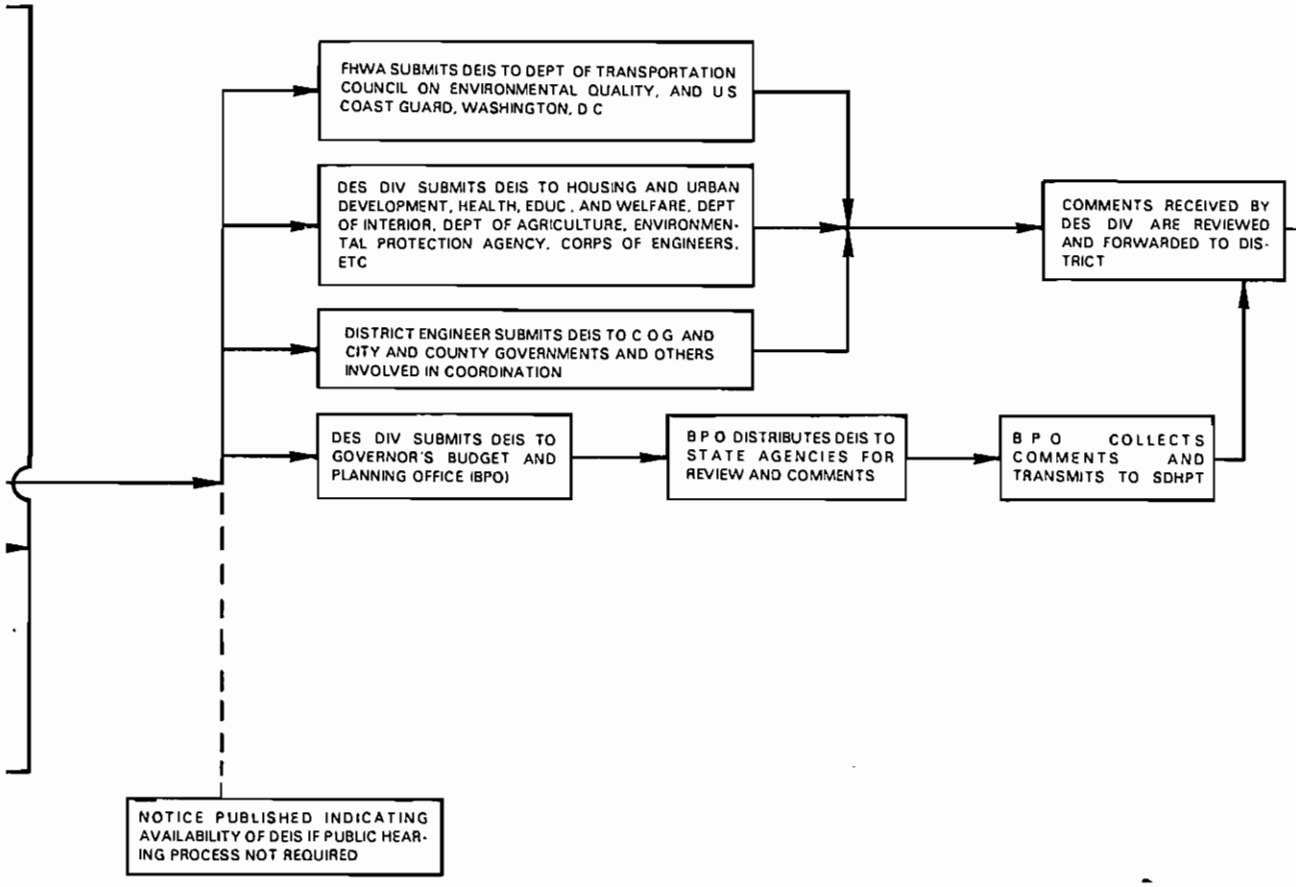 FHWA SUBMITS DEIS TO DEPT OF TRANSPORTATION
COUNCIL ON ENVIRONMENTAL QUALITY, AND U S
COAST GUARD, WASHINGTON, D C
DES DIV SUBMITS DEIS TO HOUSING AND URBAN
DEVELOPMENT, HEALTH, EDUC, AND WELFARE, DEPT
OF INTERIOR, DEPT OF AGRICULTURE, ENVIRONMEN-
TAL PROTECTION AGENCY, CORPS OF ENGINEERS,
ETC
COMMENTS RECEIVED BY
DES DIV ARE REVIEWED
AND FORWARDED TO DIS-
TRICT
DISTRICT ENGINEER SUBMITS DEIS TO C O G AND
CITY AND COUNTY GOVERNMENTS AND OTHERS
INVOLVED IN COORDINATION
DES DIV SUBMITS DEIS TO
GOVERNOR'S BUDGET AND
PLANNING OFFICE (BPO)
B P O DISTRIBUTES DEIS TO
STATE AGENCIES FOR
REVIEW AND COMMENTS
B P O COLLECTS
COMMENTS AND
TRANSMITS TO SDHPT
NOTICE PUBLISHED INDICATING
AVAILABILITY OF DEIS IF PUBLIC HEAR-
ING PROCESS NOT REQUIRED